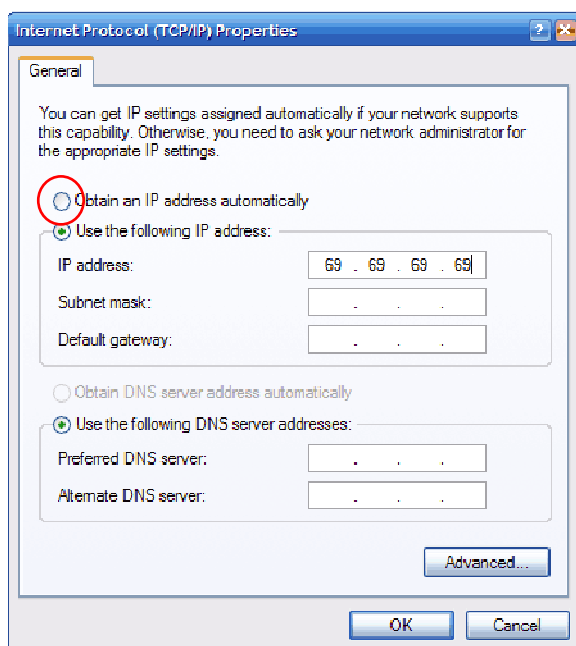 Internet Protocol (TCP/IP) Properties
General
You can get IP settings assigned automatically if your network supports
this capability. Otherwise, you need to ask your network administrator for
the appropriate IP settings.
Obtain an IP address automatically
Use the following IP address:
IP address: 69 . 69 . 69 . 69
Subnet mask: . . .
Default gateway: . . .
Obtain DNS server address automatically
Use the following DNS server addresses:
Preferred DNS server: . . .
Alternate DNS server: . . .
Advanced...
OK Cancel